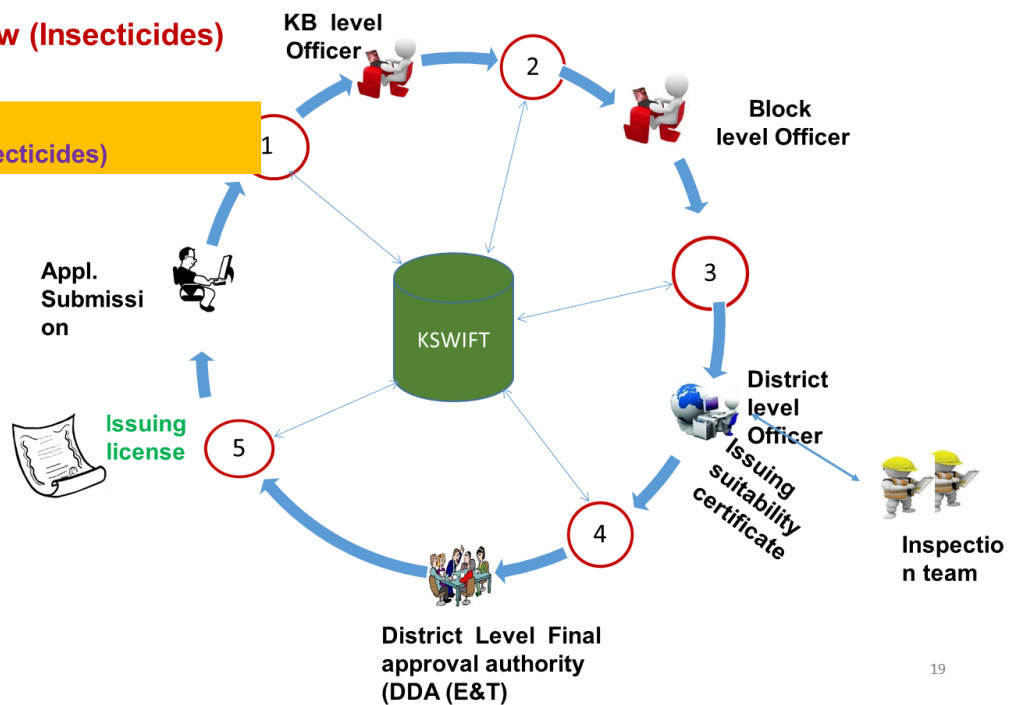 w (Insecticides)
ecticides)
KB level
Officer
1
2
Block
level Officer
3
Appl.
Submissi
on
KSWIFT
District
level
Officer
Issuing
suitability
certificate
Issuing
license
5
4
Inspectio
n team
District Level Final
approval authority
(DDA (E&T)
19